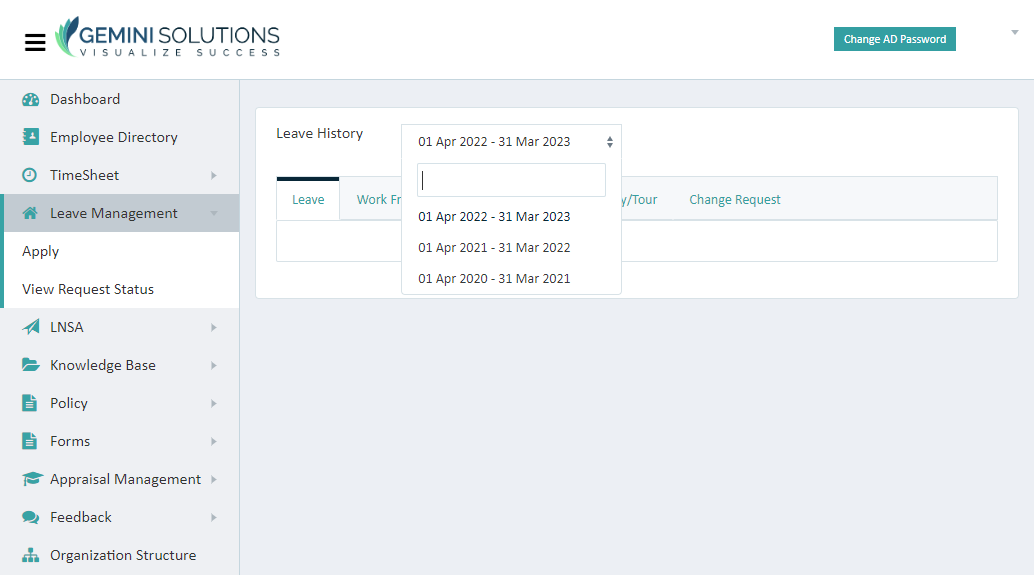 GEMINI SOLUTIONS
VISUALIZE SUCCESS
Change AD Password
Dashboard
Employee Directory
TimeSheet
Leave Management
Apply
View Request Status
LNSA
Knowledge Base
Policy
Forms
Appraisal Management
Feedback
Organization Structure
Leave History
01 Apr 2022 - 31 Mar 2023
01 Apr 2022 - 31 Mar 2023
01 Apr 2021 - 31 Mar 2022
01 Apr 2020 - 31 Mar 2021
Leave
Work Fr
y/Tour
Change Request